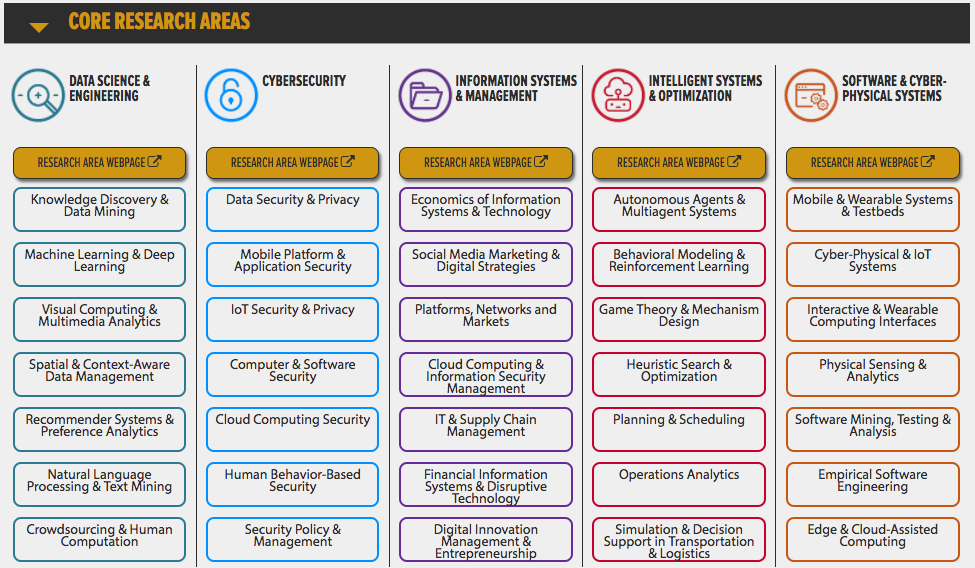 CORE RESEARCH AREAS
DATA SCIENCE &
ENGINEERING
RESEARCH AREA WEBPAGE
Knowledge Discovery &
Data Mining
Machine Learning & Deep
Learning
Visual Computing &
Multimedia Analytics
Spatial & Context-Aware
Data Management
Recommender Systems &
Preference Analytics
Natural Language
Processing & Text Mining
Crowdsourcing & Human
Computation
CYBERSECURITY
RESEARCH AREA WEBPAGE
Data Security & Privacy
Mobile Platform &
Application Security
IoT Security & Privacy
Computer & Software
Security
Cloud Computing Security
Human Behavior-Based
Security
Security Policy &
Management
INFORMATION SYSTEMS
& MANAGEMENT
RESEARCH AREA WEBPAGE
Economics of Information
Systems & Technology
Social Media Marketing &
Digital Strategies
Platforms, Networks and
Markets
Cloud Computing &
Information Security
Management
IT & Supply Chain
Management
Financial Information
Systems & Disruptive
Technology
Digital Innovation
Management &
Entrepreneurship
INTELLIGENT SYSTEMS
& OPTIMIZATION
RESEARCH AREA WEBPAGE
Autonomous Agents &
Multiagent Systems
Behavioral Modeling &
Reinforcement Learning
Game Theory & Mechanism
Design
Heuristic Search &
Optimization
Planning & Scheduling
Operations Analytics
Simulation & Decision
Support in Transportation
& Logistics
SOFTWARE & CYBER-
PHYSICAL SYSTEMS
RESEARCH AREA WEBPAGE
Mobile & Wearable Systems
& Testbeds
Cyber-Physical & IoT
Systems
Interactive & Wearable
Computing Interfaces
Physical Sensing &
Analytics
Software Mining, Testing &
Analysis
Empirical Software
Engineering
Edge & Cloud-Assisted
Computing